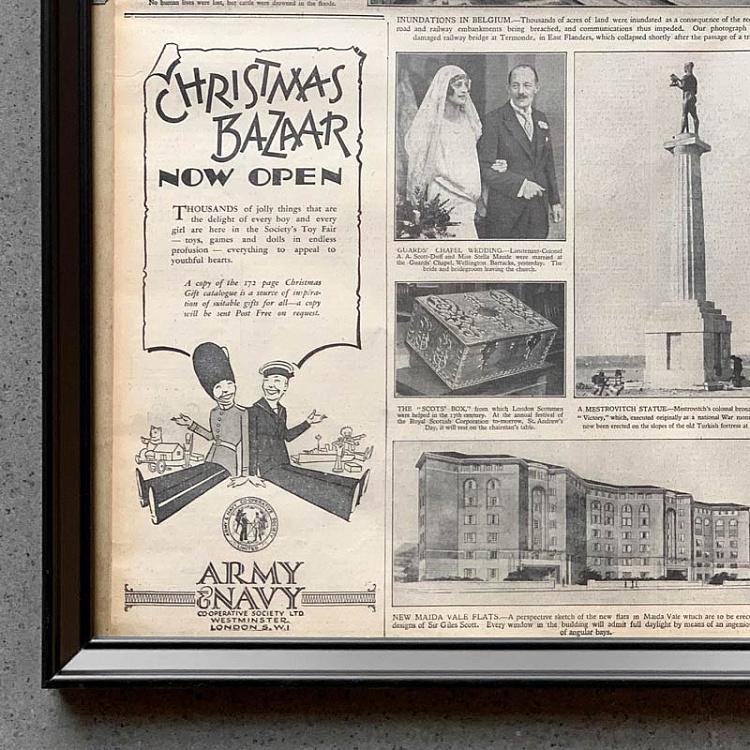 No human lives were lost, but cattle were drowned in the floods.
CHRISTMAS
BAZAAR
NOW OPEN
THOUSANDS of jolly things that are
the delight of every boy and every
girl are here in the Society's Toy Fair
— toys, games and dolls in endless
profusion — everything to appeal to
youthful hearts.
A copy of the 172 page Christmas
Gift catalogue is a source of inspira-
tion of suitable gifts for all—a copy
will be sent Post Free on request.
ARMY & NAVY CO-OPERATIVE SOCIETY
LIMITED
ARMY
& NAVY
CO-OPERATIVE SOCIETY LTD
WESTMINSTER,
LONDON S.W.1
INUNDATIONS IN BELGIUM.—Thousands of acres of land were inundated as a consequence of the
road and railway embankments being breached, and communications thus impeded. Our photograph
damaged railway bridge at Termonde, in East Flanders, which collapsed shortly after the passage of a
GUARDS' CHAPEL WEDDING.—Lieutenant-Colonel
A. A. Scott-Duff and Miss Stella Maude were married at
the Guards' Chapel, Wellington Barracks, yesterday. The
bride and bridegroom leaving the church.
THE "SCOTS' BOX," from which London Scotsmen
were helped in the 17th century. At the annual festival of
the Royal Scottish Corporation to-morrow, St. Andrew's
Day, it will rest on the chairman's table.
A MESTROVITCH STATUE—Mestrovitch's colossal
"Victory," which, executed originally as a national War
now been erected on the slopes of the old Turkish fortress at
NEW MAIDA VALE FLATS.—A perspective sketch of the new flats in Maida Vale which are to be
designs of Sir Giles Scott. Every window in the building will admit full daylight by means of an
of angular bays.